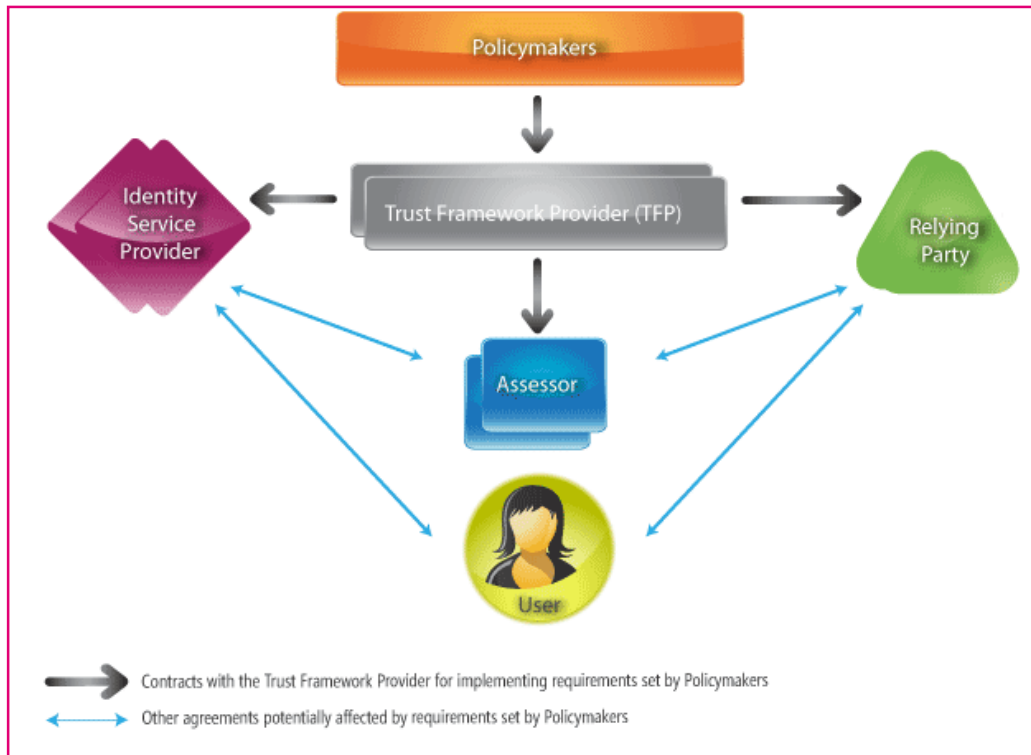 Policymakers
Identity
Service
Provider
Trust Framework Provider (TFP)
Relying
Party
Assessor
User
Contracts with the Trust Framework Provider for implementing requirements set by Policymakers
Other agreements potentially affected by requirements set by Policymakers